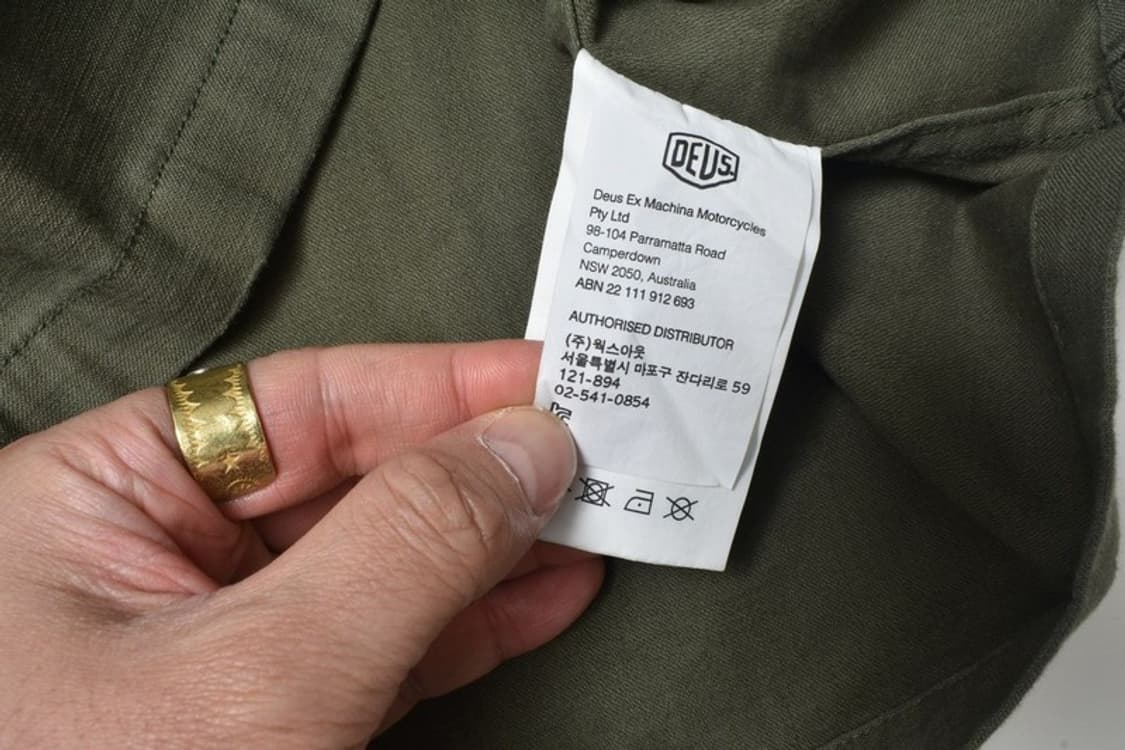 DEUS.
Deus Ex Machina Motorcycles
Pty Ltd
98-104 Parramatta Road
Camperdown
NSW 2050, Australia
ABN 22 111 912 693
AUTHORISED DISTRIBUTOR
(주)웍스아웃
서울특별시 마포구 잔다리로 59
121-894
02-541-0854